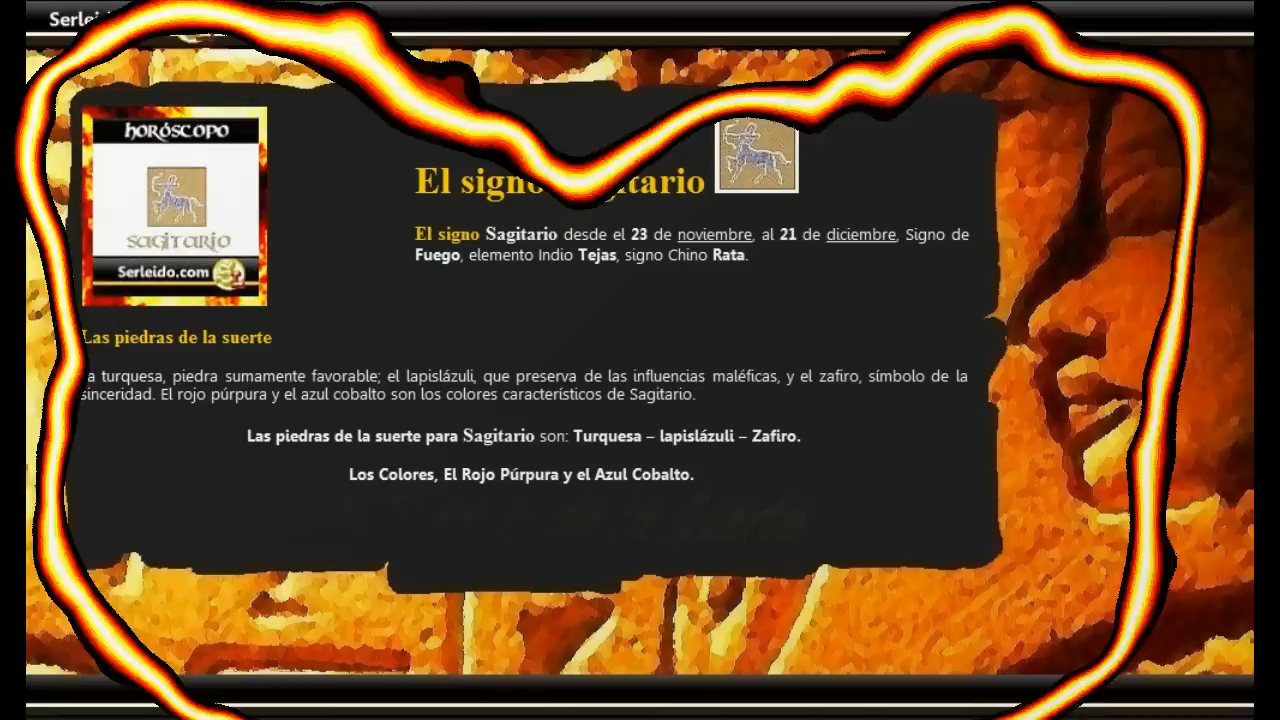 horóscopo
sagitario
Serleido.com
El signo
El signo Sagitario desde el 23 de noviembre, al 21 de diciembre, Signo de
Fuego, elemento Indio Tejas, signo Chino Rata.
Las piedras de la suerte
turquesa, piedra sumamente favorable; el lapislázuli, que preserva de las influencias maléficas, y el zafiro, símbolo de la
sinceridad. El rojo púrpura y el azul cobalto son los colores característicos de Sagitario.
Las piedras de la suerte para Sagitario son: Turquesa – lapislázuli – Zafiro.
Los Colores, El Rojo Púrpura y el Azul Cobalto.